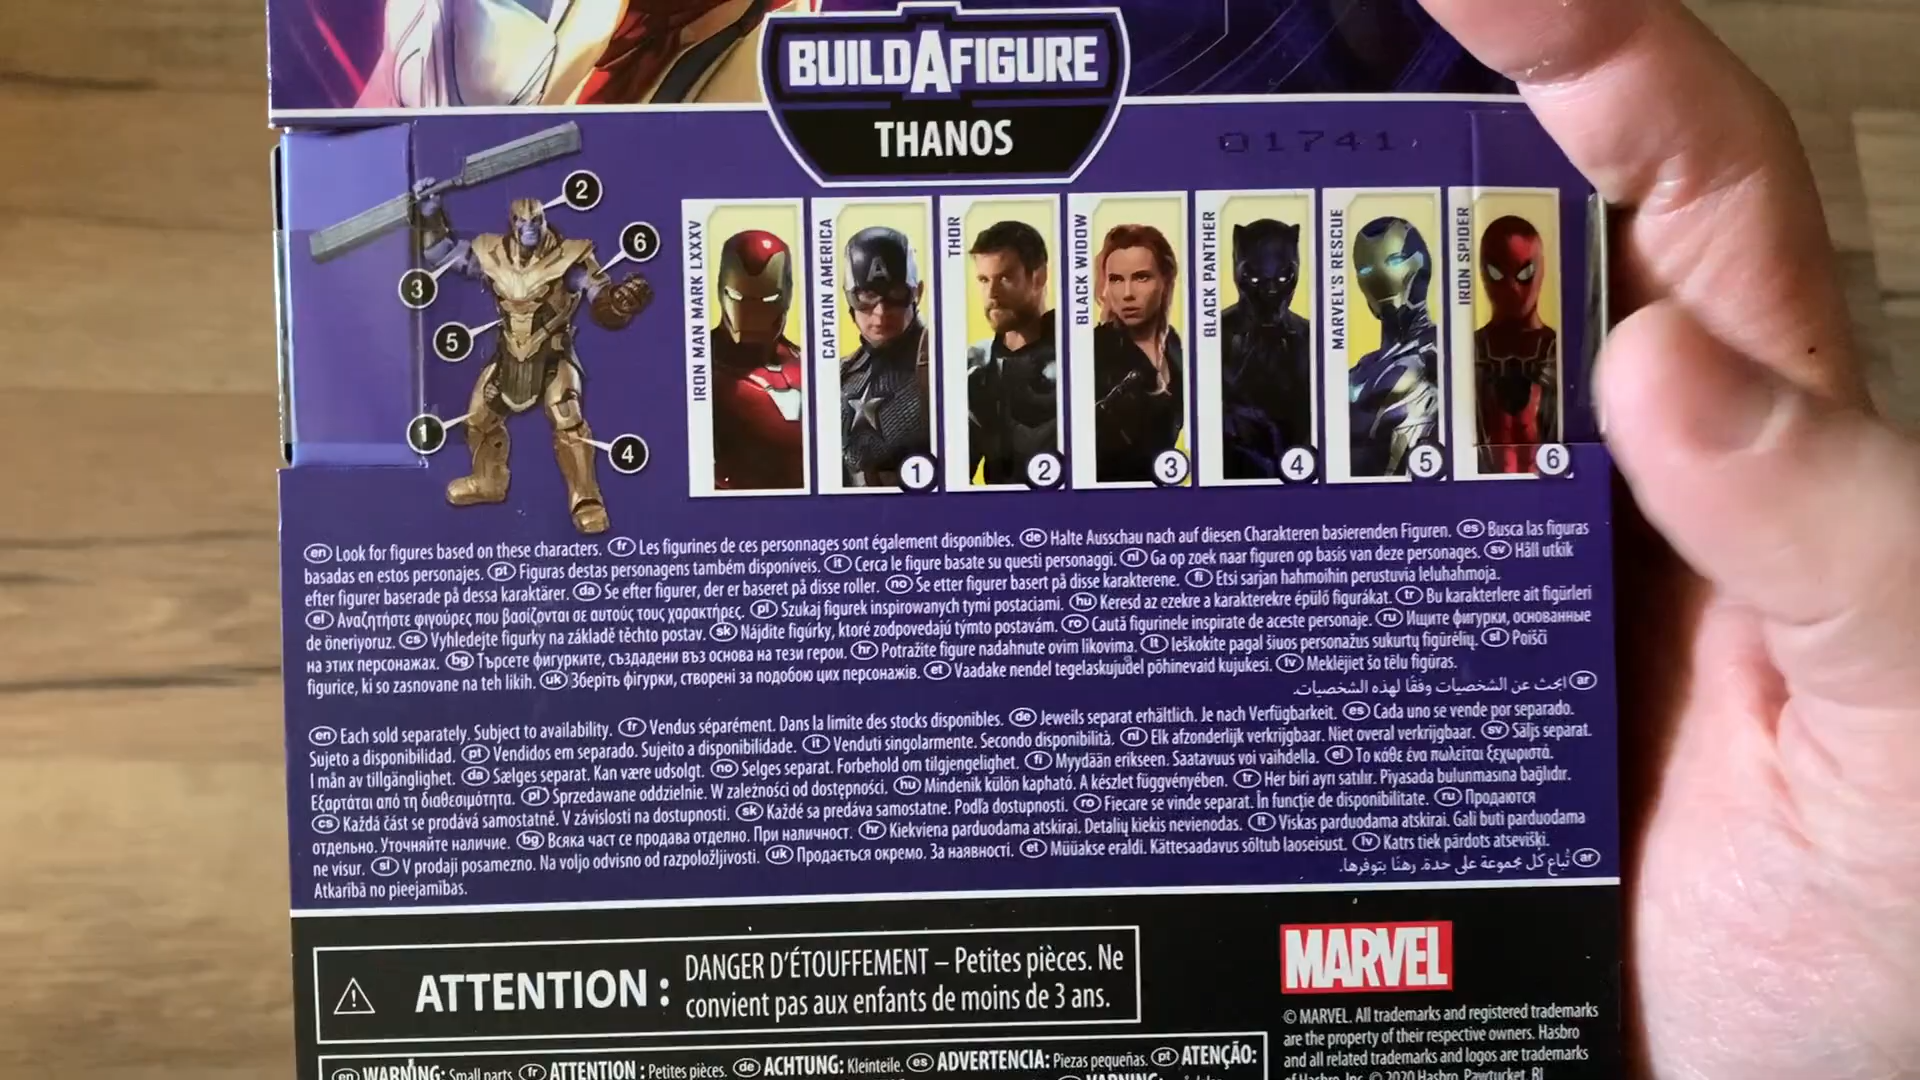 BUILDAFIGURE
THANOS
01741
2
6
3
5
1
4
IRON MAN MARK LXXXV
CAPTAIN AMERICA
1
THOR
2
BLACK WIDOW
3
BLACK PANTHER
4
MARVEL'S RESCUE
5
IRON SPIDER
6
en Look for figures based on these characters. fr Les figurines de ces personnages sont également disponibles. de Halte Ausschau nach auf diesen Charakteren basierenden Figuren. es Busca las figuras
basadas en estos personajes. pt Figuras destas personagens também disponíveis. it Cerca le figure basate su questi personaggi. nl Ga op zoek naar figuren op basis van deze personages. sv Håll utkik
efter figurer baserade på dessa karaktärer. da Se efter figurer, der er baseret på disse roller. no Se etter figurer basert på disse karakterene. fi Etsi sarjan hahmoihin perustuvia leluhahmoja.
el Αναζητήστε φιγούρες που βασίζονται σε αυτούς τους χαρακτήρες. pl Szukaj figurek inspirowanych tymi postaciami. hu Keresd az ezekre a karakterekre épülő figurákat. tr Bu karakterlere ait figürleri
de öneriyoruz. cs Vyhledejte figurky na základě těchto postav. sk Nájdite figúrky, ktoré zodpovedajú týmto postavám. ro Caută figurinele inspirate de aceste personaje. ru Ищите фигурки, основанные
на этих персонажах. bg Търсете фигурките, създадени въз основа на тези герои. hr Potražite figure nadahnute ovim likovima. lt Ieškokite pagal šiuos personažus sukurtų figūrėlių. sl Poišči
figurice, ki so zasnovane na teh likih. uk Зберіть фігурки, створені за подобою цих персонажів. et Vaadake nendel tegelaskujudel põhinevaid kujukesi. lv Meklējiet šo tēlu figūras.
ar ابحث عن الشخصيات وفقًا لهذه الشخصيات.
en Each sold separately. Subject to availability. fr Vendus séparément. Dans la limite des stocks disponibles. de Jeweils separat erhältlich. Je nach Verfügbarkeit. es Cada uno se vende por separado.
Sujeto a disponibilidad. pt Vendidos em separado. Sujeito a disponibilidade. it Venduti singolarmente. Secondo disponibilità. nl Elk afzonderlijk verkrijgbaar. Niet overal verkrijgbaar. sv Säljs separat.
I mån av tillgänglighet. da Sælges separat. Kan være udsolgt. no Selges separat. Forbehold om tilgjengelighet. fi Myydään erikseen. Saatavuus voi vaihdella. el Το κάθε ένα πωλείται ξεχωριστά.
Εξαρτάται από τη διαθεσιμότητα. pl Sprzedawane oddzielnie. W zależności od dostępności. hu Mindenik külön kapható. A készlet függvényében. tr Her biri ayrı satılır. Piyasada bulunmasına bağlıdır.
cs Každá část se prodává samostatně. V závislosti na dostupnosti. sk Každé sa predáva samostatne. Podľa dostupnosti. ro Fiecare se vinde separat. În funcție de disponibilitate. ru Продаются
отдельно. Уточняйте наличие. bg Всяка част се продава отделно. При наличност. hr Kiekviena parduodama atskirai. Detalių kiekis nevienodas. lt Viskas parduodama atskirai. Gali būti parduodama
ne visur. sl V prodaji posamezno. Na voljo odvisno od razpoložljivosti. uk Продається окремо. За наявності. et Müüakse eraldi. Kättesaadavus sõltub laoseisust. lv Katrs tiek pārdots atsevišķi.
Atkarībā no pieejamības.
ar تُباع كل مجموعة على حدة. رهنًا بتوفرها.
ATTENTION :
DANGER D'ÉTOUFFEMENT – Petites pièces. Ne
convient pas aux enfants de moins de 3 ans.
MARVEL
© MARVEL. All trademarks and registered trademarks
are the property of their respective owners. Hasbro
and all related trademarks and logos are trademarks
of Hasbro, Inc. © 2020 Hasbro, Pawtucket, RI
en WARNING: Small parts. fr ATTENTION : Petites pièces. de ACHTUNG: Kleinteile. es ADVERTENCIA: Piezas pequeñas. pt ATENÇÃO: